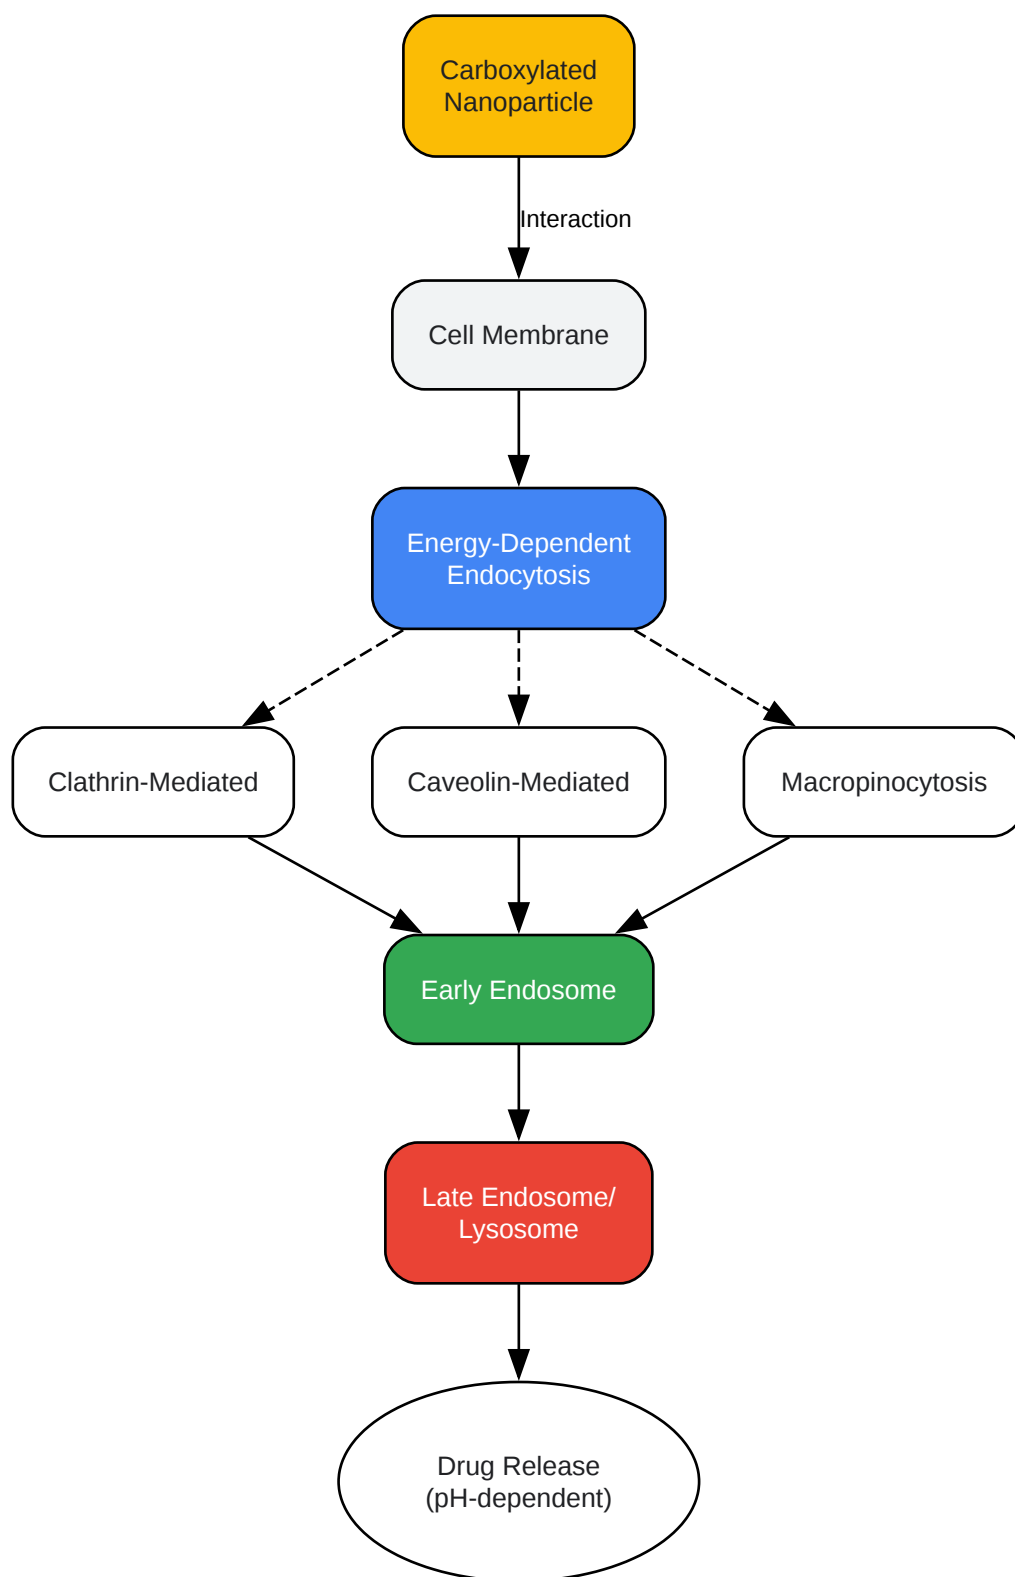 Carboxylated
Nanoparticle
Interaction
Cell Membrane
Energy-Dependent
Endocytosis
Clathrin-Mediated
Caveolin-Mediated
Macropinocytosis
Early Endosome
Late Endosome/
Lysosome
Drug Release
(pH-dependent)